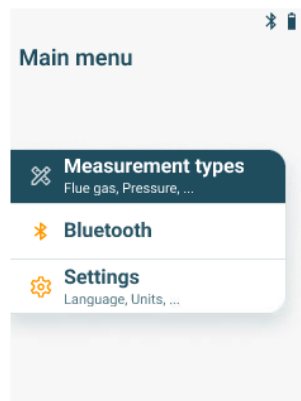 Main menu
Measurement types
Flue gas, Pressure, ...
Bluetooth
Settings
Language, Units, ...